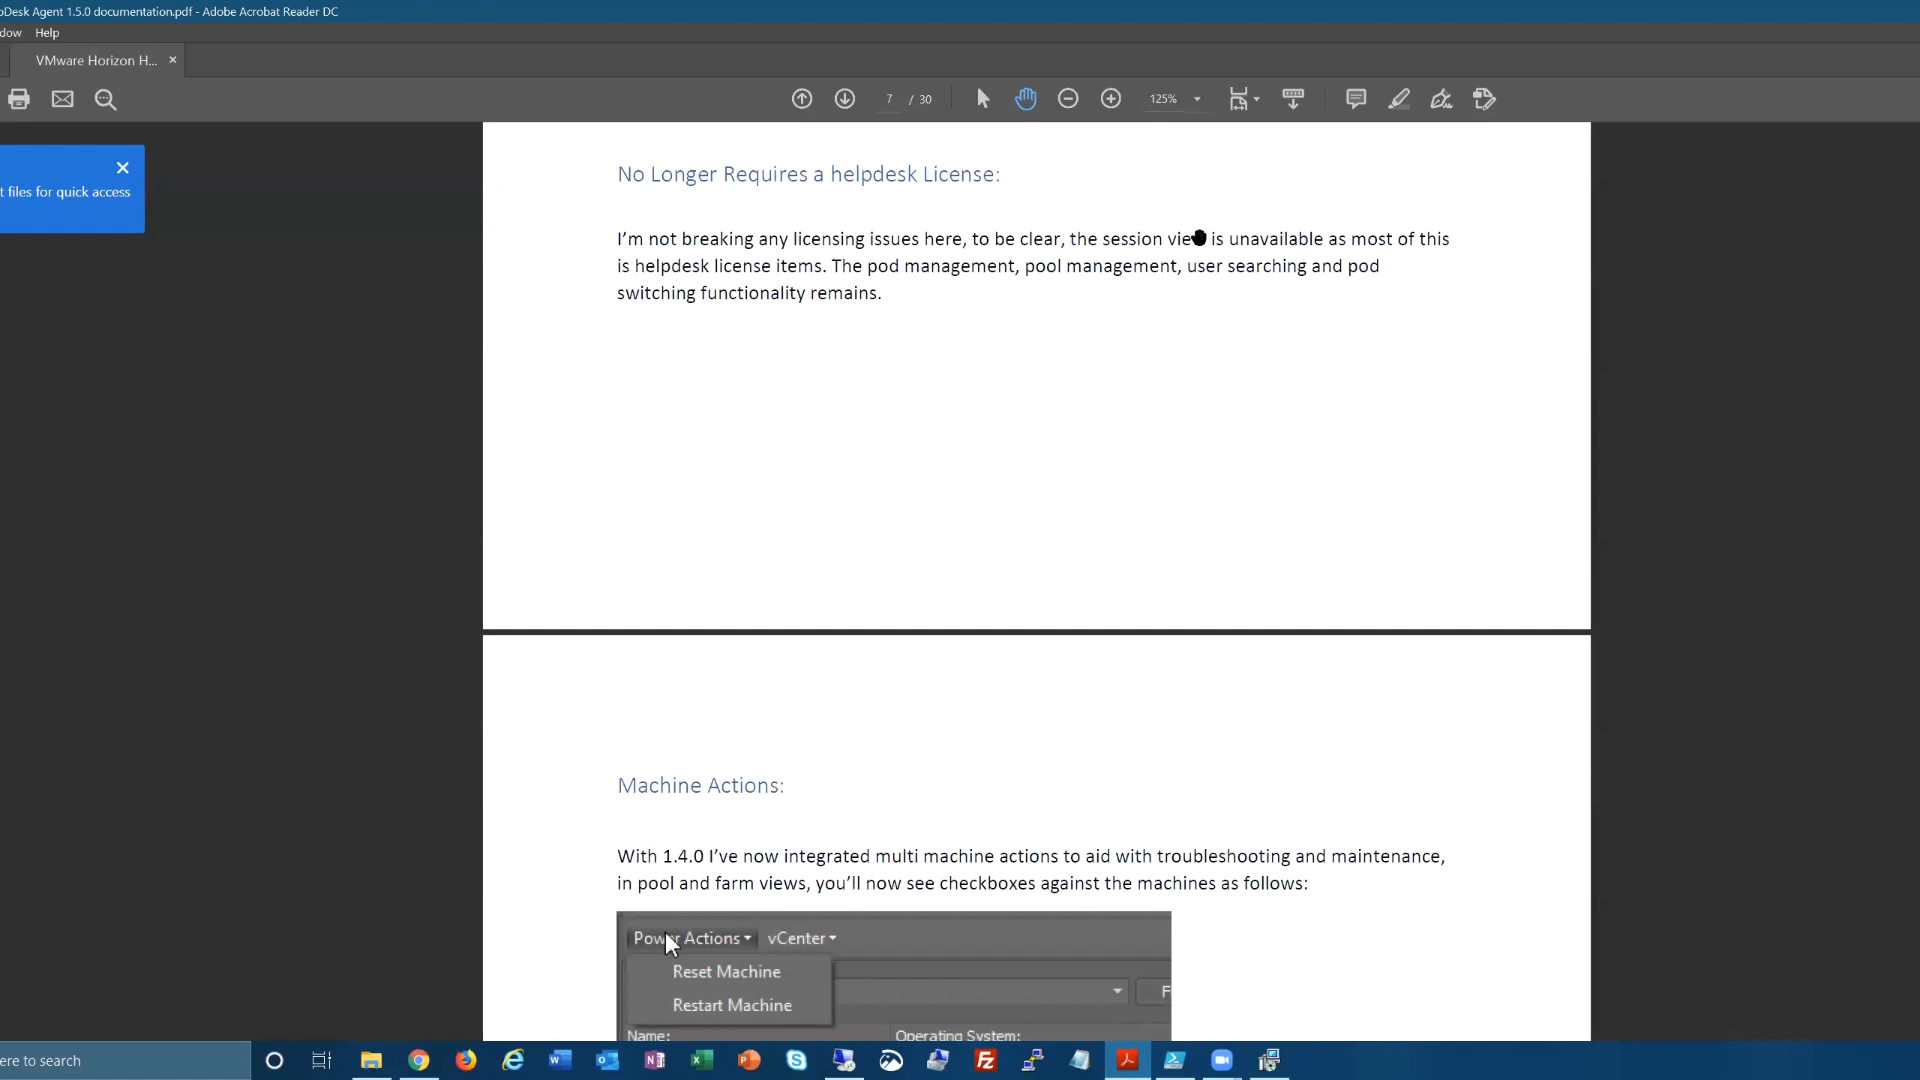 oDesk Agent 1.5.0 documentation.pdf - Adobe Acrobat Reader DC
dow Help
VMware Horizon H... ×
7 / 30 125%
t files for quick access
No Longer Requires a helpdesk License:
I'm not breaking any licensing issues here, to be clear, the session view is unavailable as most of this
is helpdesk license items. The pod management, pool management, user searching and pod
switching functionality remains.
Machine Actions:
With 1.4.0 I've now integrated multi machine actions to aid with troubleshooting and maintenance,
in pool and farm views, you'll now see checkboxes against the machines as follows:
Power Actions vCenter
Reset Machine
F
Restart Machine
Name: Operating System:
ere to search